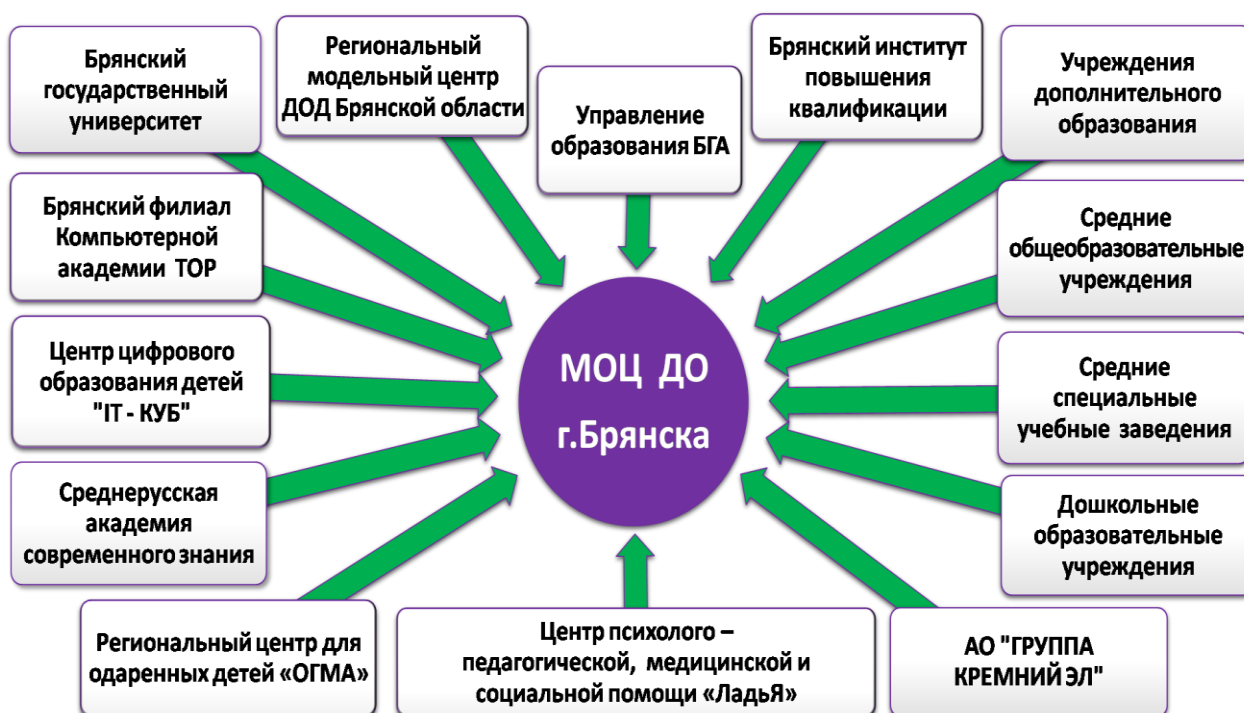 Брянский
государственный
университет
Региональный
модельный центр
ДОД Брянской области
Управление
образования БГА
Брянский институт
повышения
квалификации
Учреждения
дополнительного
образования
Брянский филиал
Компьютерной
академии ТОР
Средние
общеобразовательные
учреждения
Центр цифрового
образования детей
"IT - КУБ"
МОЦ ДО
г.Брянска
Средние
специальные
учебные заведения
Среднерусская
академия
современного знания
Дошкольные
образовательные
учреждения
Региональный центр для
одаренных детей «ОГМА»
Центр психолого –
педагогической, медицинской и
социальной помощи «ЛадьЯ»
АО "ГРУППА
КРЕМНИЙ ЭЛ"